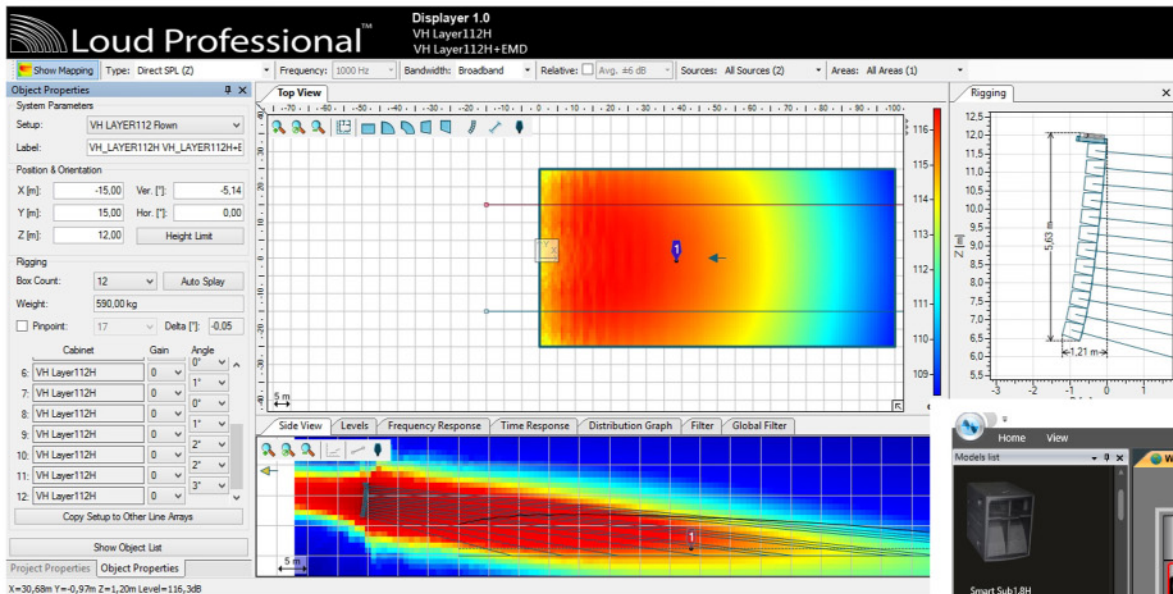 Loud Professional™
Displayer 1.0
VH Layer112H
VH Layer112H+EMD
Show Mapping Type: Direct SPL (Z) Frequency: 1000 Hz Bandwidth: Broadband Relative: Avg. ±6 dB Sources: All Sources (2) Areas: All Areas (1)
Object Properties
System Parameters
Setup: VH LAYER112 Flown
Label: VH_LAYER112H VH_LAYER112H+E
Position & Orientation
X [m]: -15,00 Ver. [°]: -5,14
Y [m]: 15,00 Hor. [°]: 0,00
Z [m]: 12,00 Height Limit
Rigging
Box Count: 12 Auto Splay
Weight: 590,00 kg
Pinpoint: 17 Delta [°]: -0,05
Cabinet Gain Angle
0°
6: VH Layer112H 0
1°
7: VH Layer112H 0
0°
8: VH Layer112H 0
1°
9: VH Layer112H 0
2°
10: VH Layer112H 0
2°
11: VH Layer112H 0
3°
12: VH Layer112H 0
Copy Setup to Other Line Arrays
Show Object List
Project Properties Object Properties
X=30,68m Y=-0,97m Z=1,20m Level=116,3dB
Top View
-70 -60 -50 -40 -30 -20 -10 0 10 20 30 40 50 60 70 80 90 100
30
20
10
0
-10
-20
-30
-40
Y
X
1
5 m
116
115
114
113
112
111
110
109
Side View Levels Frequency Response Time Response Distribution Graph Filter Global Filter
1
5 m
Rigging
12,5
12,0
11,5
11,0
10,5
10,0
9,5
9,0
8,5
8,0
7,5
7,0
6,5
6,0
5,5
Z [m]
5,63 m
1,21 m
-3 -2 -1 0 1
Home View
Models list
W
Smart Sub1.8H